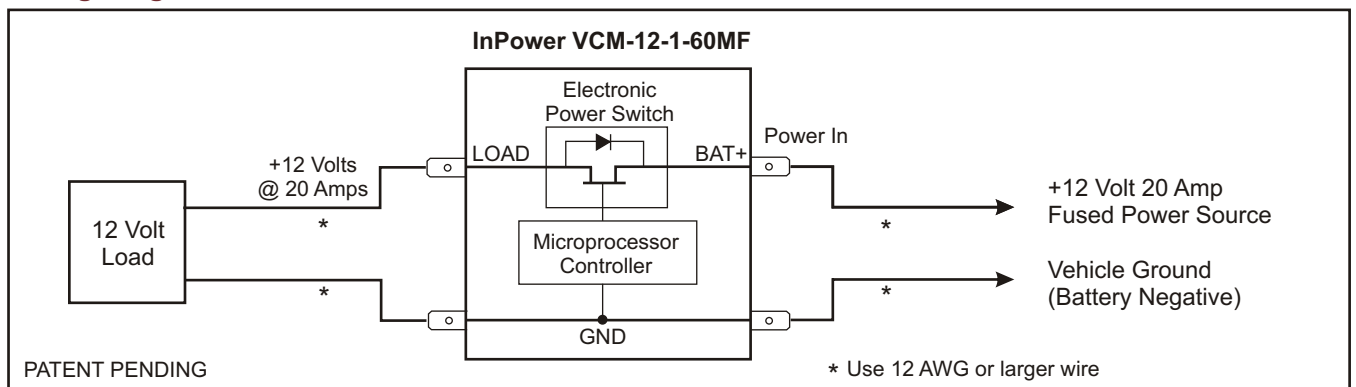 InPower VCM-12-1-60MF
Electronic
Power Switch
Power In
LOAD
BAT+
+12 Volts
@ 20 Amps
*
12 Volt
Load
*
Microprocessor
Controller
GND
*
*
+12 Volt 20 Amp
Fused Power Source
Vehicle Ground
(Battery Negative)
PATENT PENDING
* Use 12 AWG or larger wire